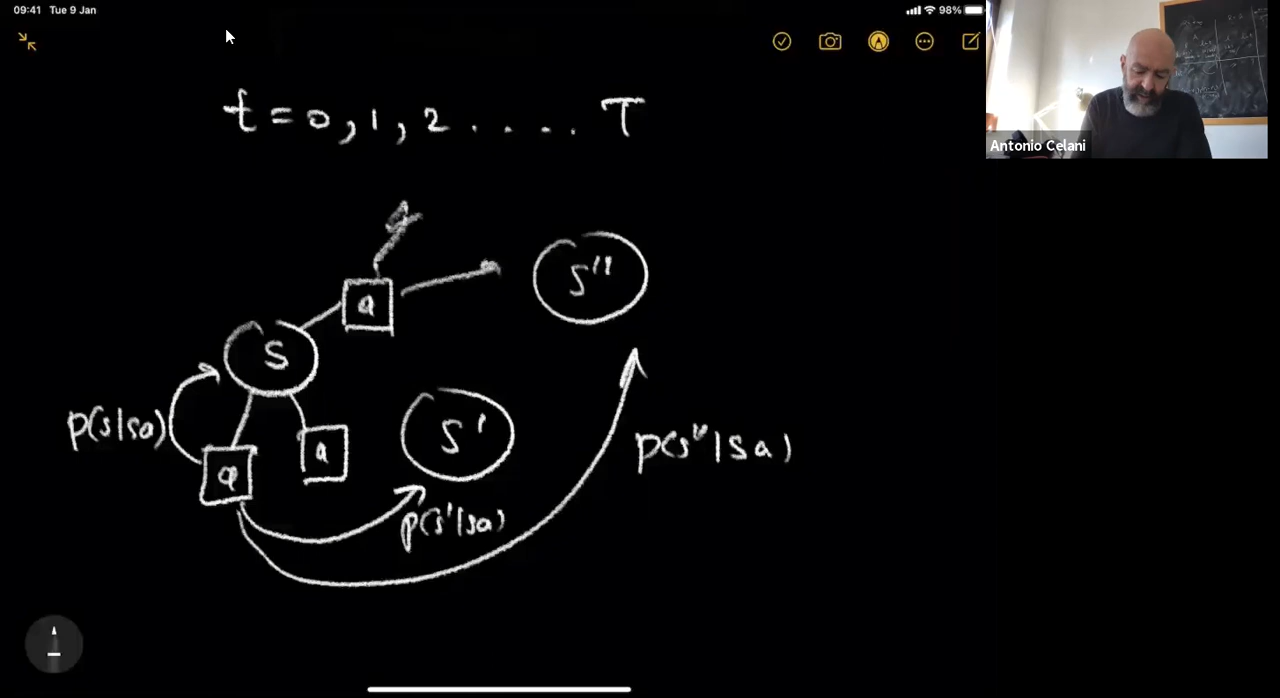 09:41 Tue 9 Jan
98%
Antonio Celani
t = 0, 1, 2 . . . . . T
a
s''
s
p(s|sa)
s'
a
a
p(s''|sa)
p(s'|sa)